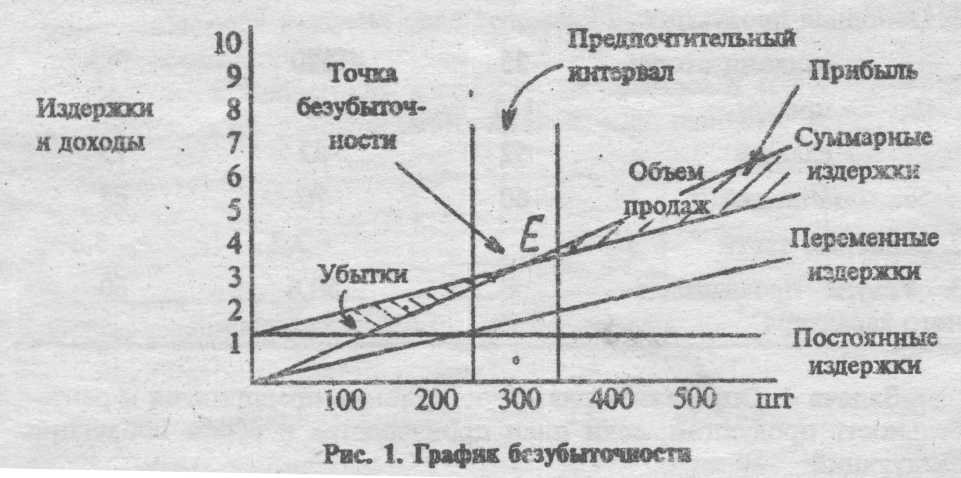 Издержки
и доходы
10
9
8
7
6
5
4
3
2
1
Точка
безубыточ-
ности
Предпочтительный
интервал
Прибыль
Суммарные
издержки
Объем
продаж
E
Убытки
Переменные
издержки
Постоянные
издержки
100 200 300 400 500 шт
Рис. 1. График безубыточности